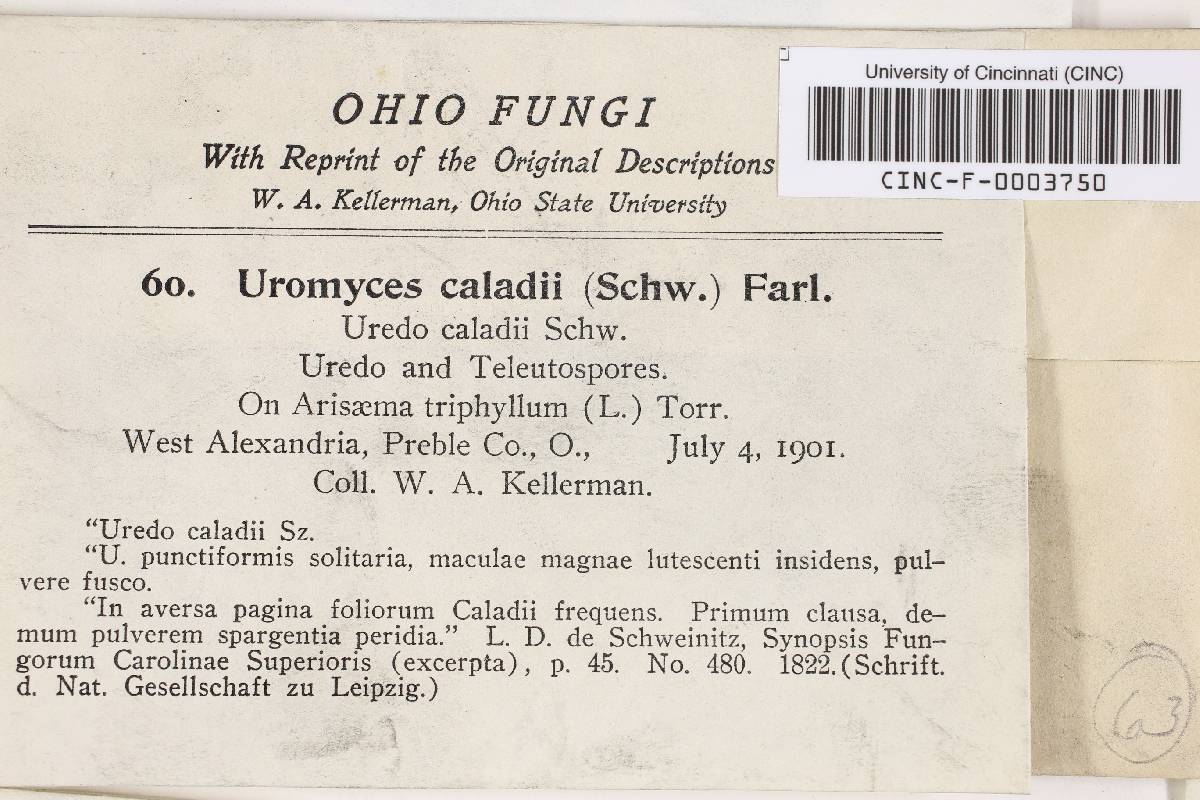 OHIO FUNGI
With Reprint of the Original Descriptions
W. A. Kellerman, Ohio State University
University of Cincinnati (CINC)
CINC-F-0003750
60. Uromyces caladii (Schw.) Farl.
Uredo caladii Schw.
Uredo and Teleutospores.
On Arisæma triphyllum (L.) Torr.
West Alexandria, Preble Co., O., July 4, 1901.
Coll. W. A. Kellerman.
“Uredo caladii Sz.
“U. punctiformis solitaria, maculae magnae lutescenti insidens, pul-
vere fusco.
“In aversa pagina foliorum Caladii frequens. Primum clausa, de-
mum pulverem spargentia peridia.” L. D. de Schweinitz, Synopsis Fun-
gorum Carolinae Superioris (excerpta), p. 45. No. 480. 1822. (Schrift.
d. Nat. Gesellschaft zu Leipzig.)